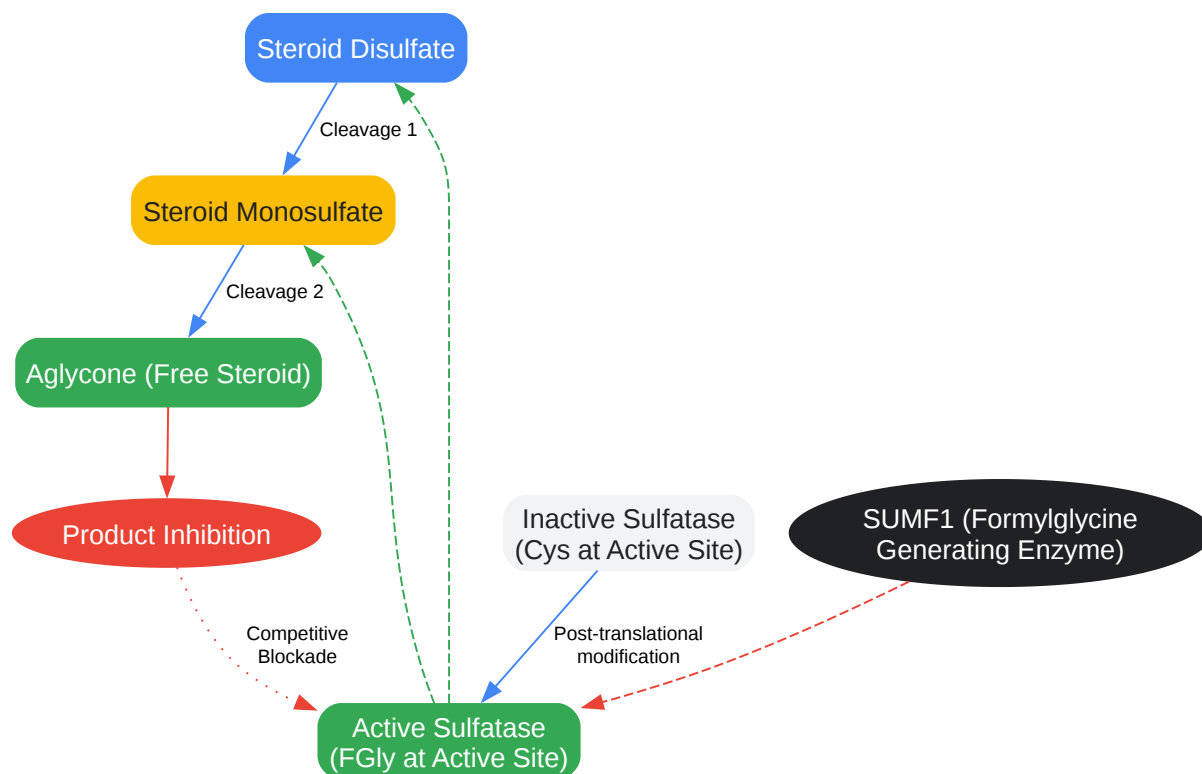 Steroid Disulfate
Cleavage 1
Steroid Monosulfate
Cleavage 2
Aglycone (Free Steroid)
Product Inhibition
Inactive Sulfatase
(Cys at Active Site)
SUMF1 (Formylglycine
Generating Enzyme)
Competitive
Blockade
Post-translational
modification
Active Sulfatase
(FGly at Active Site)